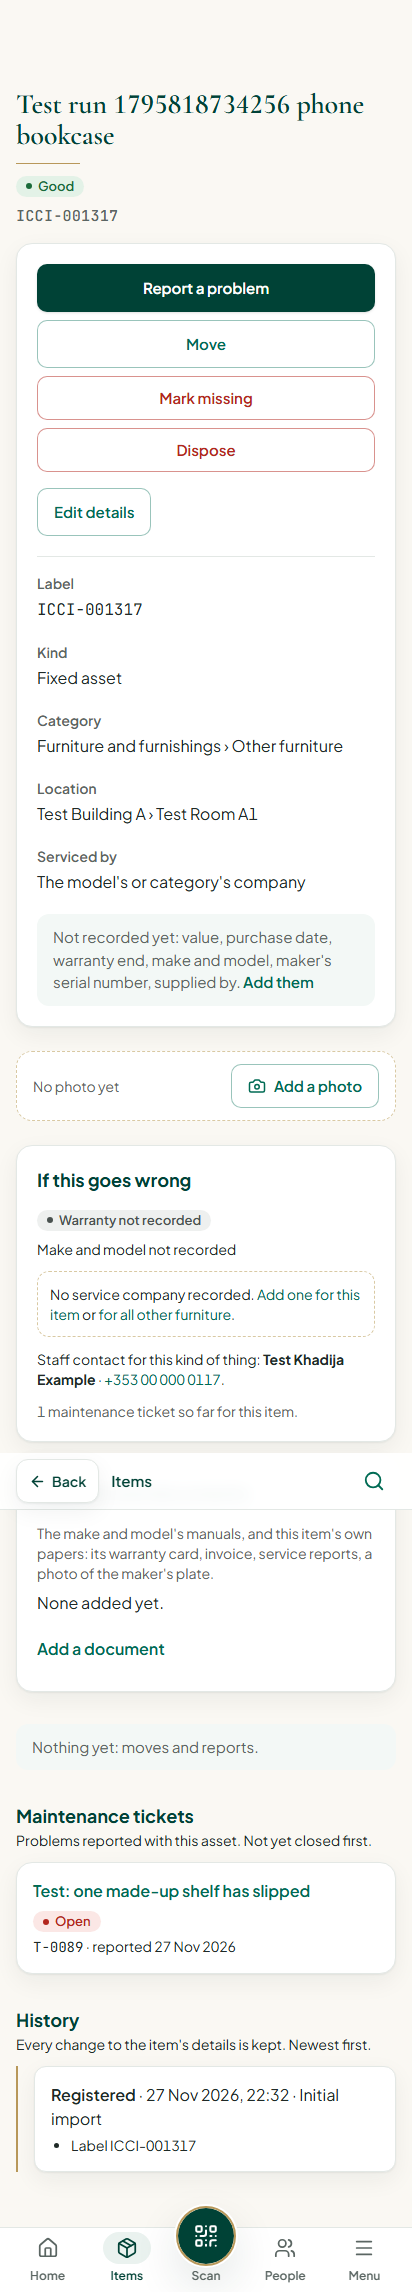 Test run 1795818734256 phone
bookcase
Good
ICCI-001317
Report a problem
Move
Mark missing
Dispose
Edit details
Label
ICCI-001317
Kind
Fixed asset
Category
Furniture and furnishings › Other furniture
Location
Test Building A › Test Room A1
Serviced by
The model's or category's company
Not recorded yet: value, purchase date,
warranty end, make and model, maker's
serial number, supplied by. Add them
No photo yet
Add a photo
If this goes wrong
Warranty not recorded
Make and model not recorded
No service company recorded. Add one for this
item or for all other furniture.
Staff contact for this kind of thing: Test Khadija
Example · +353 00 000 0117.
1 maintenance ticket so far for this item.
Back
Items
The make and model's manuals, and this item's own
papers: its warranty card, invoice, service reports, a
photo of the maker's plate.
None added yet.
Add a document
Nothing yet: moves and reports.
Maintenance tickets
Problems reported with this asset. Not yet closed first.
Test: one made-up shelf has slipped
Open
T-0089 · reported 27 Nov 2026
History
Every change to the item's details is kept. Newest first.
Registered · 27 Nov 2026, 22:32 · Initial
import
Label ICCI-001317
Home
Items
Scan
People
Menu